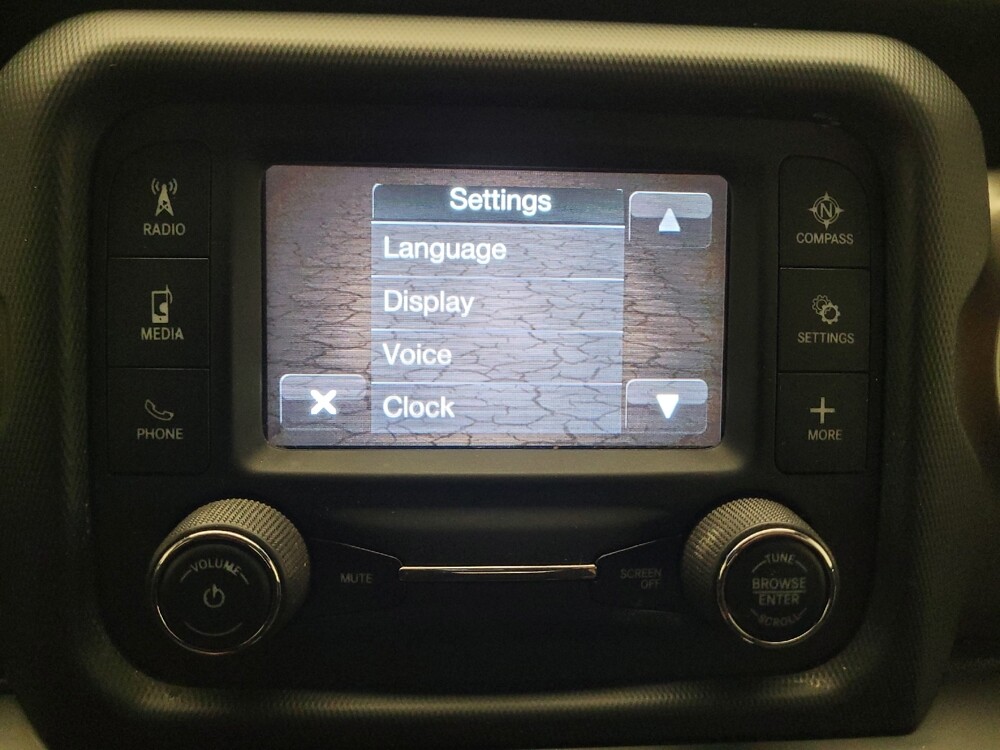 RADIO
MEDIA
PHONE
Settings
Language
Display
Voice
Clock
N
COMPASS
SETTINGS
MORE
VOLUME
MUTE
SCREEN
OFF
TUNE
BROWSE
ENTER
SCROLL